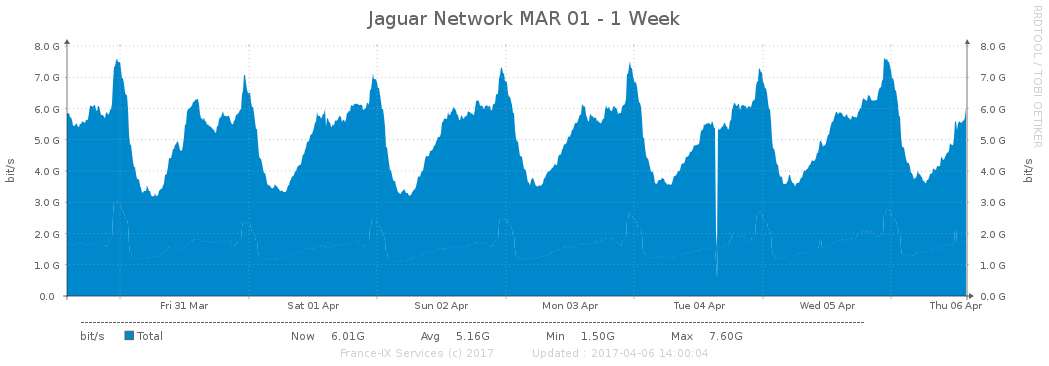 Jaguar Network MAR 01 - 1 Week
RRDTOOL / TOBI OETIKER
8.0 G 8.0 G
7.0 G 7.0 G
6.0 G 6.0 G
5.0 G 5.0 G
4.0 G 4.0 G
3.0 G 3.0 G
2.0 G 2.0 G
1.0 G 1.0 G
0.0 0.0 G
bit/s bit/s
Fri 31 Mar Sat 01 Apr Sun 02 Apr Mon 03 Apr Tue 04 Apr Wed 05 Apr Thu 06 Apr
bit/s Total Now 6.01G Avg 5.16G Min 1.50G Max 7.60G
France-IX Services (c) 2017 Updated : 2017-04-06 14:00:04